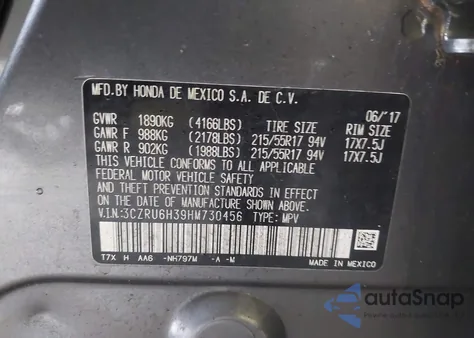 MFD.BY HONDA DE MEXICO S.A. DE C.V.
06/'17
GVWR 1890KG (4166LBS) TIRE SIZE RIM SIZE
GAWR F 988KG (2178LBS) 215/55R17 94V 17X7.5J
GAWR R 902KG (1988LBS) 215/55R17 94V 17X7.5J
THIS VEHICLE CONFORMS TO ALL APPLICABLE
FEDERAL MOTOR VEHICLE SAFETY AND THEFT PREVENTION
STANDARDS IN EFFECT ON THE DATE OF MANUFACTURE SHOWN ABOVE.
V.I.N.:3CZRU6H39HM730456 TYPE: MPV
T7X H AA6 -NH797M -A -M MADE IN MEXICO
autoSnap